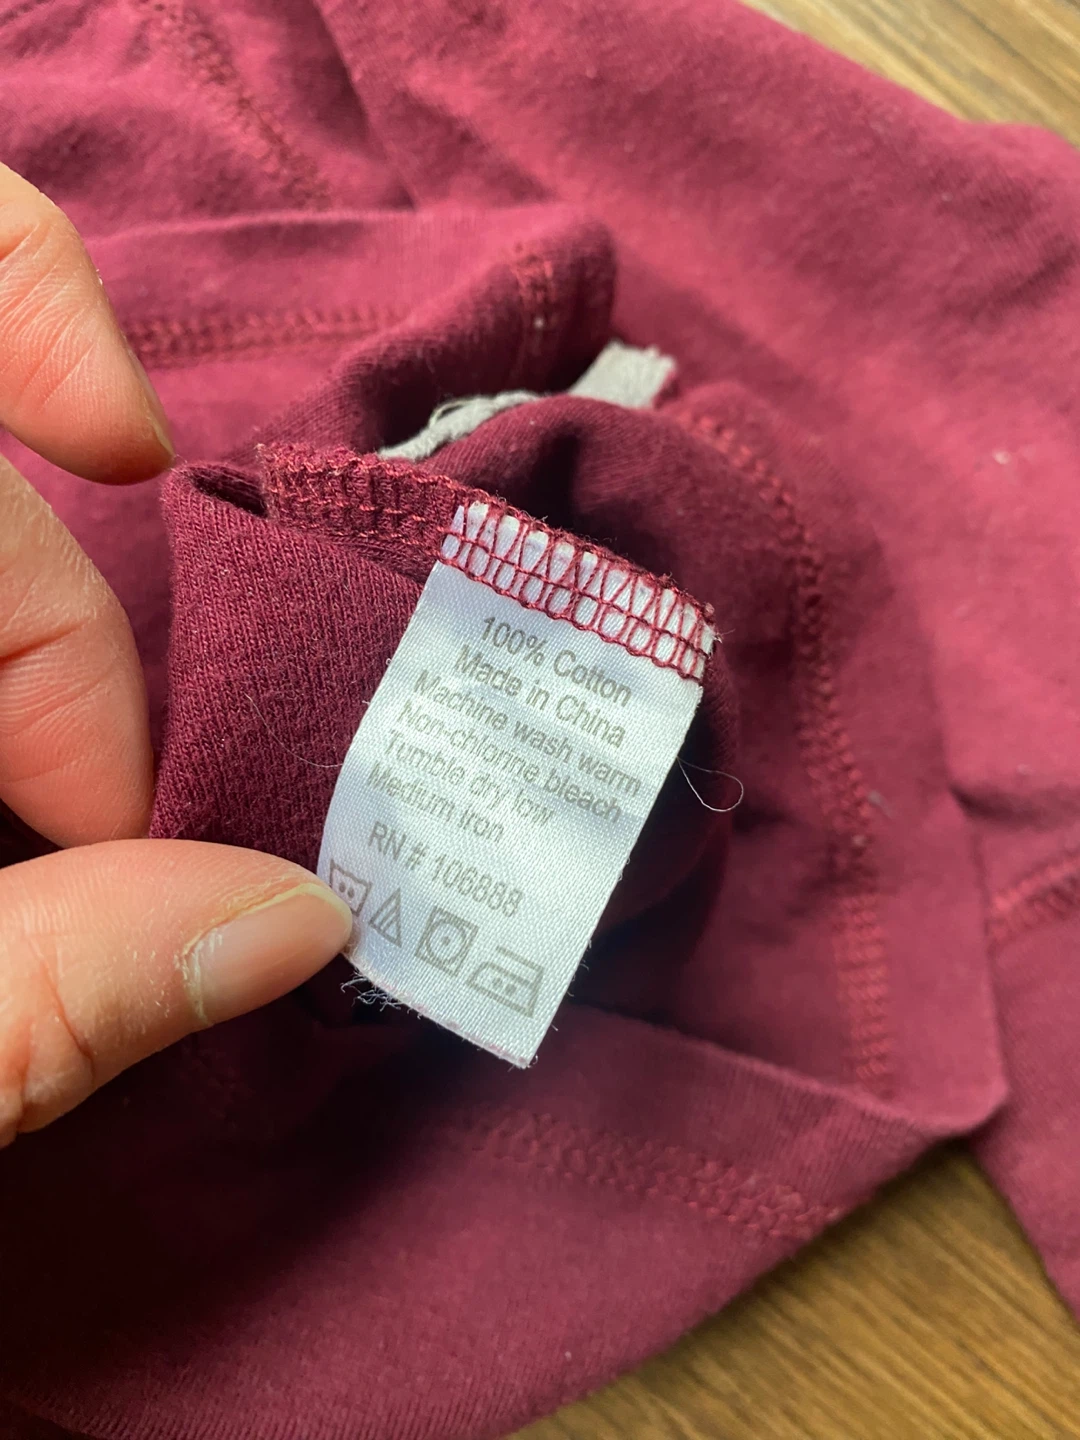 100% Cotton
Made in China
Machine wash warm
Non-chlorine bleach
Tumble dry low
Medium iron
RN # 106888